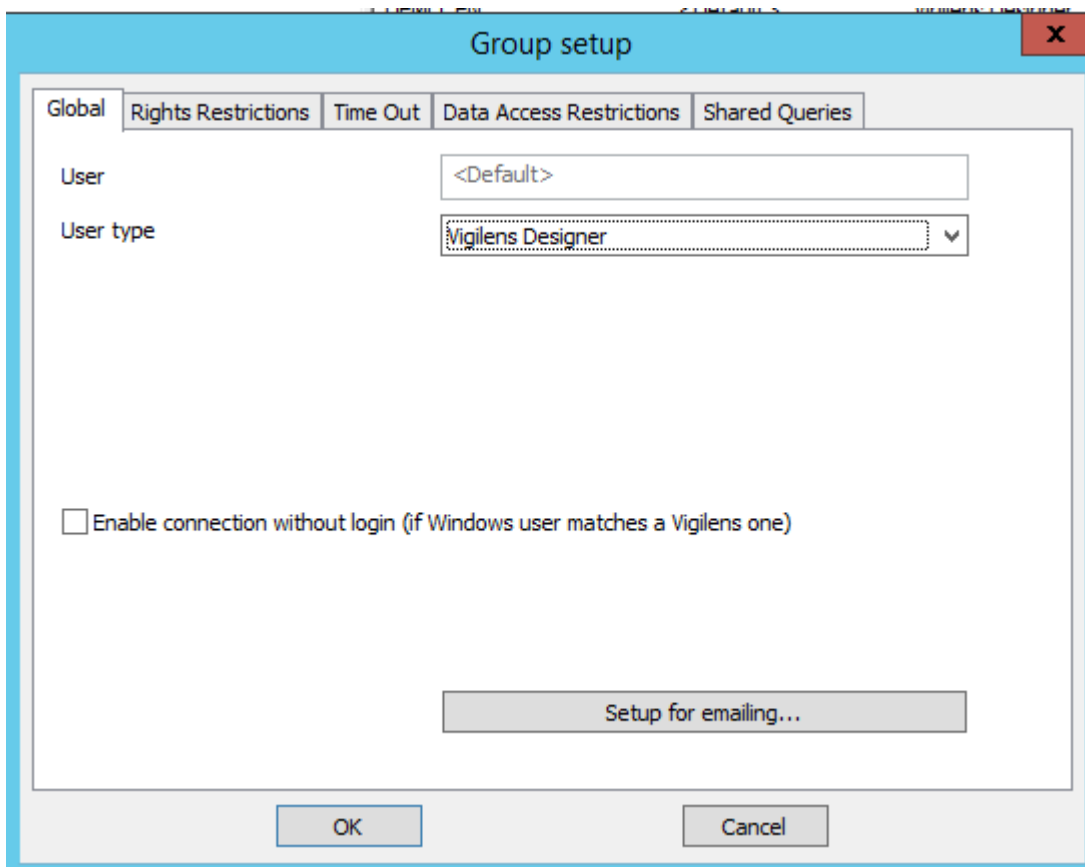 Group setup
x
Global Rights Restrictions Time Out Data Access Restrictions Shared Queries
User <Default>
User type Vigilens Designer
Enable connection without login (if Windows user matches a Vigilens one)
Setup for emailing...
OK Cancel